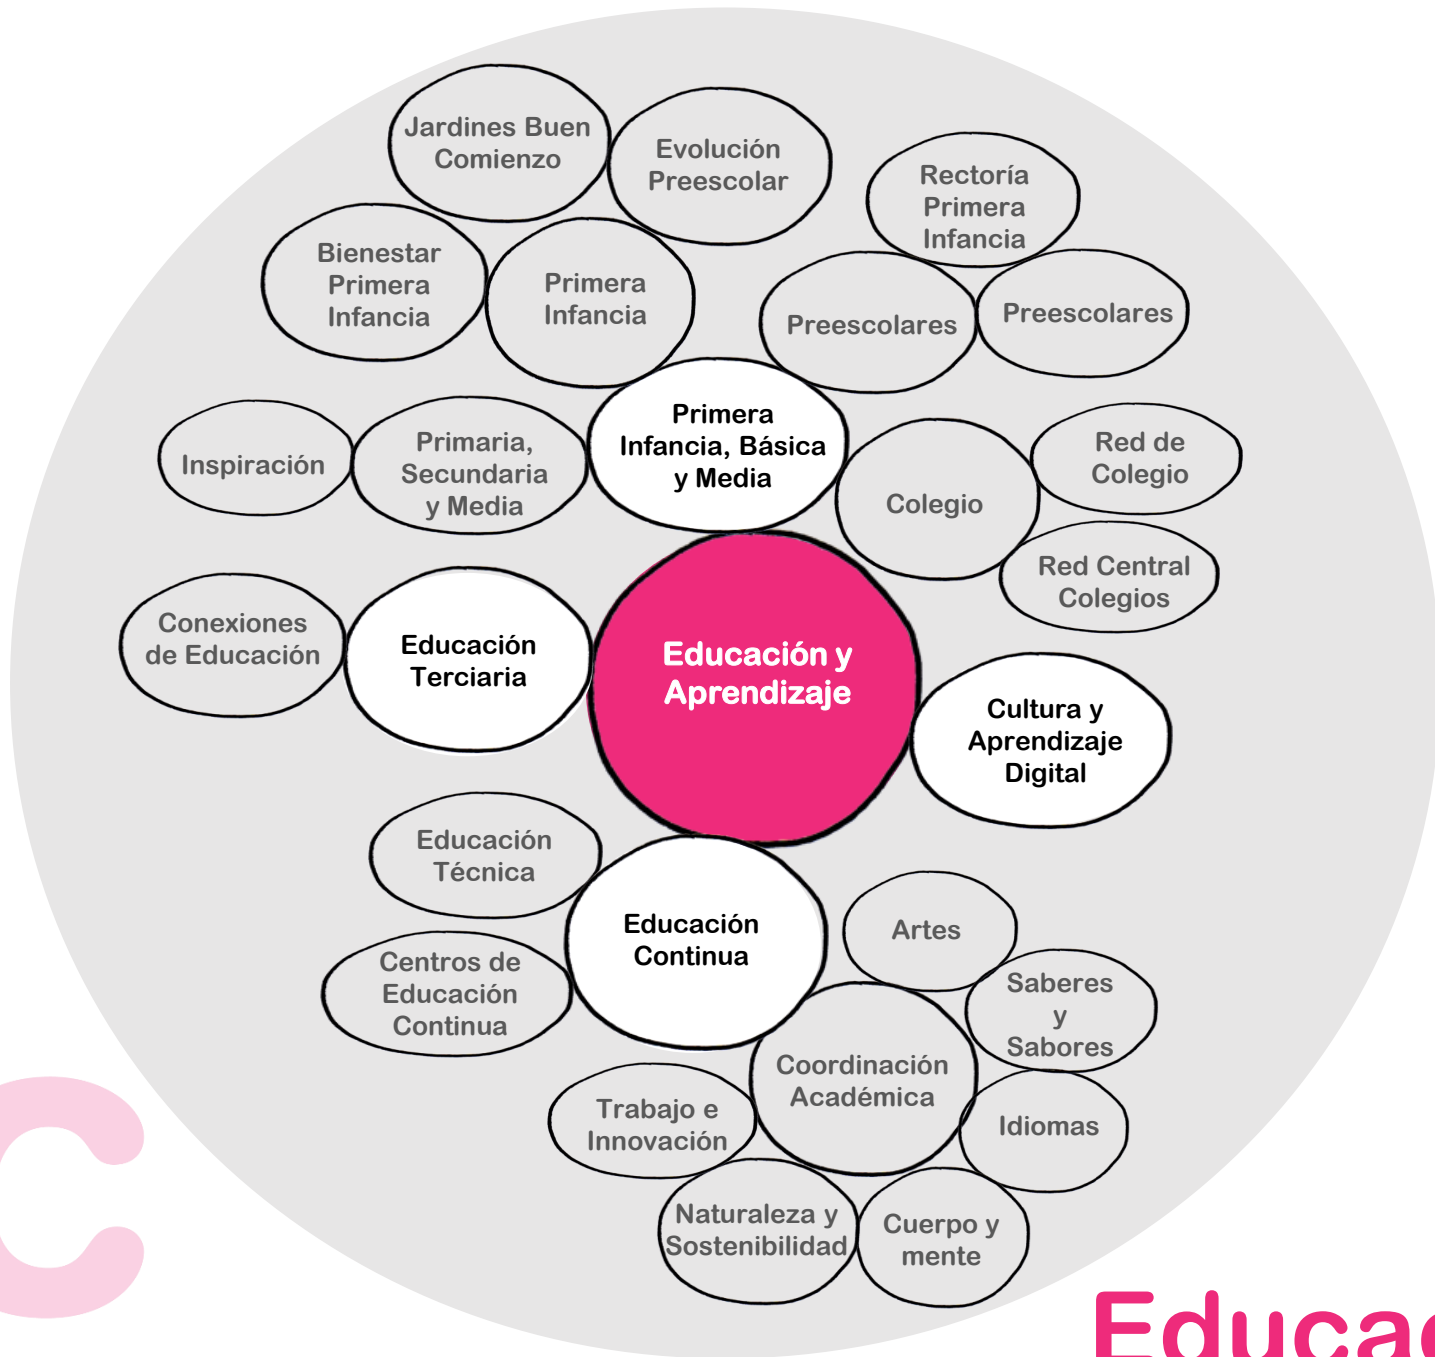 Jardines Buen
Comienzo
Evolución
Preescolar
Rectoría
Primera
Infancia
Bienestar
Primera
Infancia
Primera
Infancia
Preescolares
Preescolares
Inspiración
Primaria,
Secundaria
y Media
Primera
Infancia, Básica
y Media
Colegio
Red de
Colegio
Red Central
Colegios
Conexiones
de Educación
Educación
Terciaria
Educación y
Aprendizaje
Cultura y
Aprendizaje
Digital
Educación
Técnica
Educación
Continua
Artes
Centros de
Educación
Continua
Saberes
y
Sabores
Coordinación
Académica
Trabajo e
Innovación
Idiomas
Naturaleza y
Sostenibilidad
Cuerpo y
mente
C
Educac